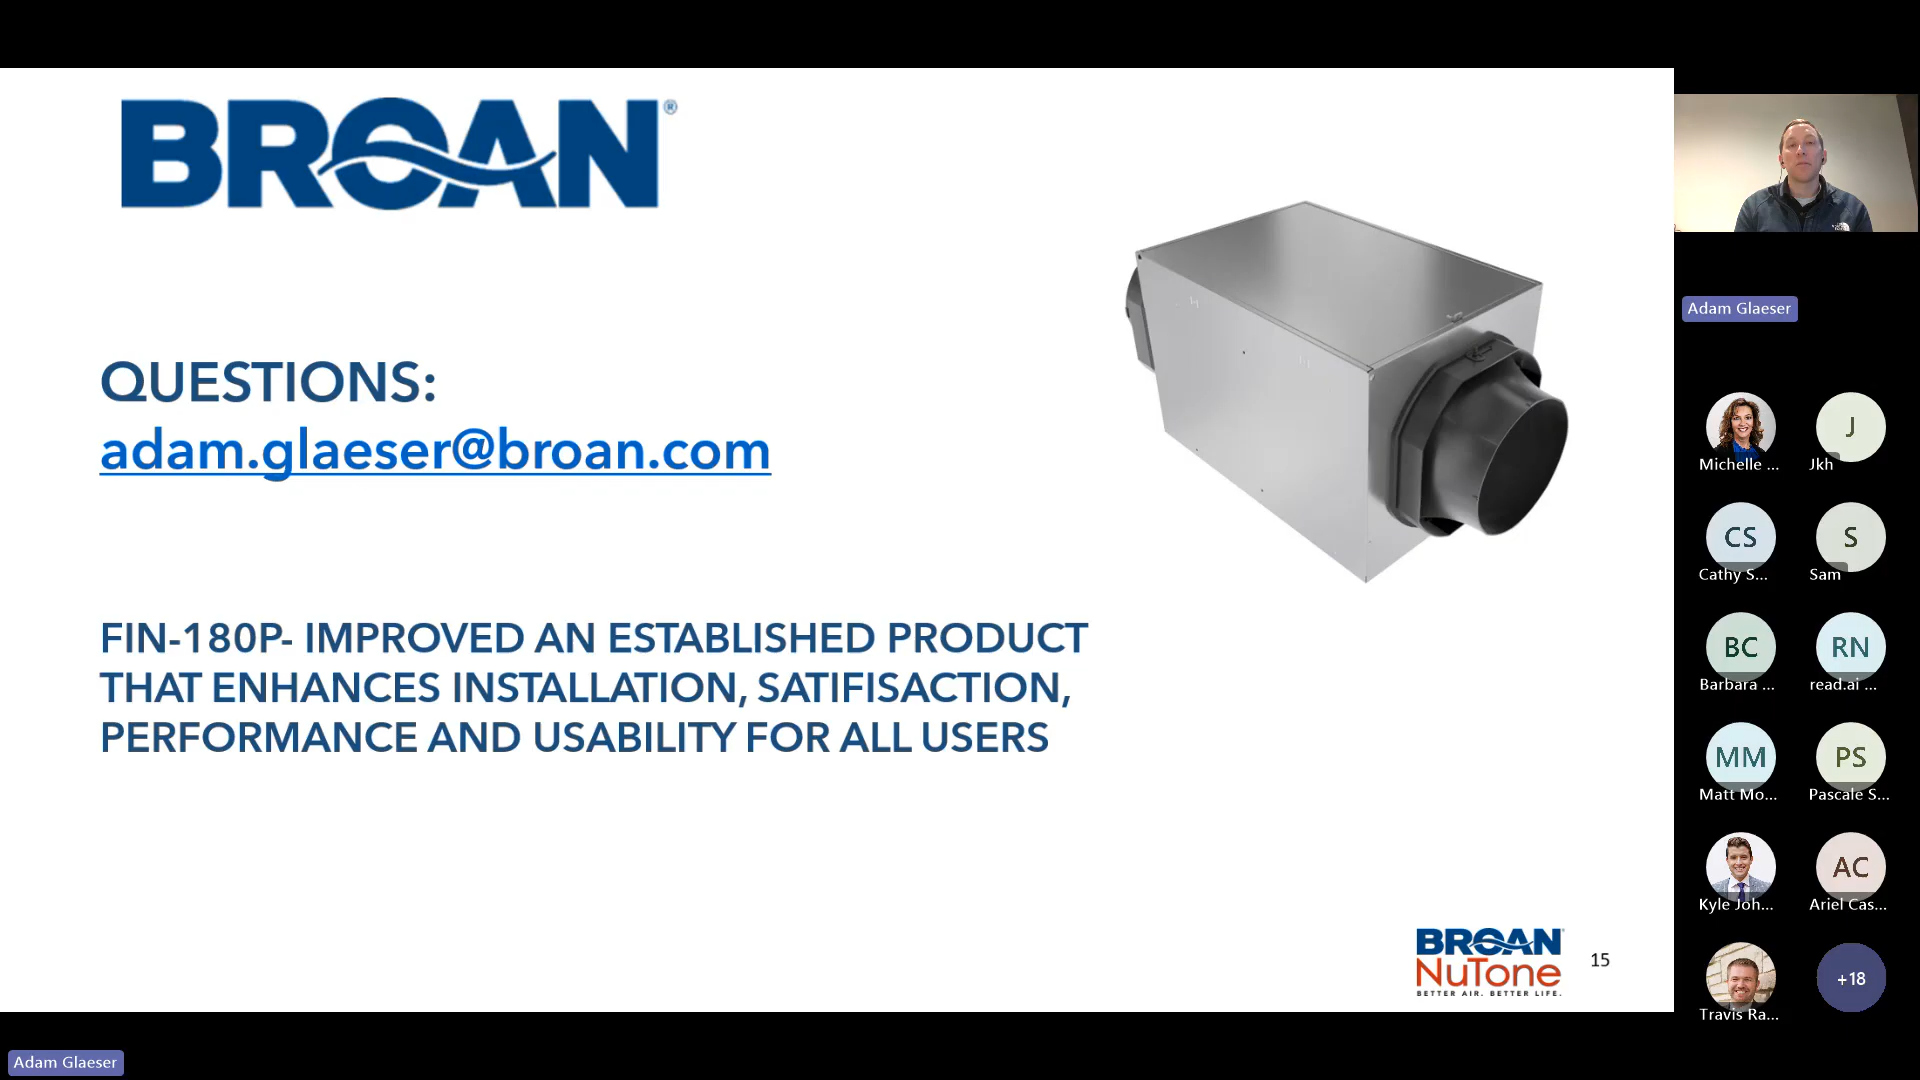 BROAN®
QUESTIONS:
adam.glaeser@broan.com
FIN-180P- IMPROVED AN ESTABLISHED PRODUCT
THAT ENHANCES INSTALLATION, SATIFISACTION,
PERFORMANCE AND USABILITY FOR ALL USERS
BROAN
NuTone
BETTER AIR. BETTER LIFE.
15
Adam Glaeser
Michelle ...
J
Jkh
CS
Cathy S...
S
Sam
BC
Barbara ...
RN
read.ai ...
MM
Matt Mo...
PS
Pascale S...
Kyle Joh...
AC
Ariel Cas...
Travis Ra...
+18
Adam Glaeser